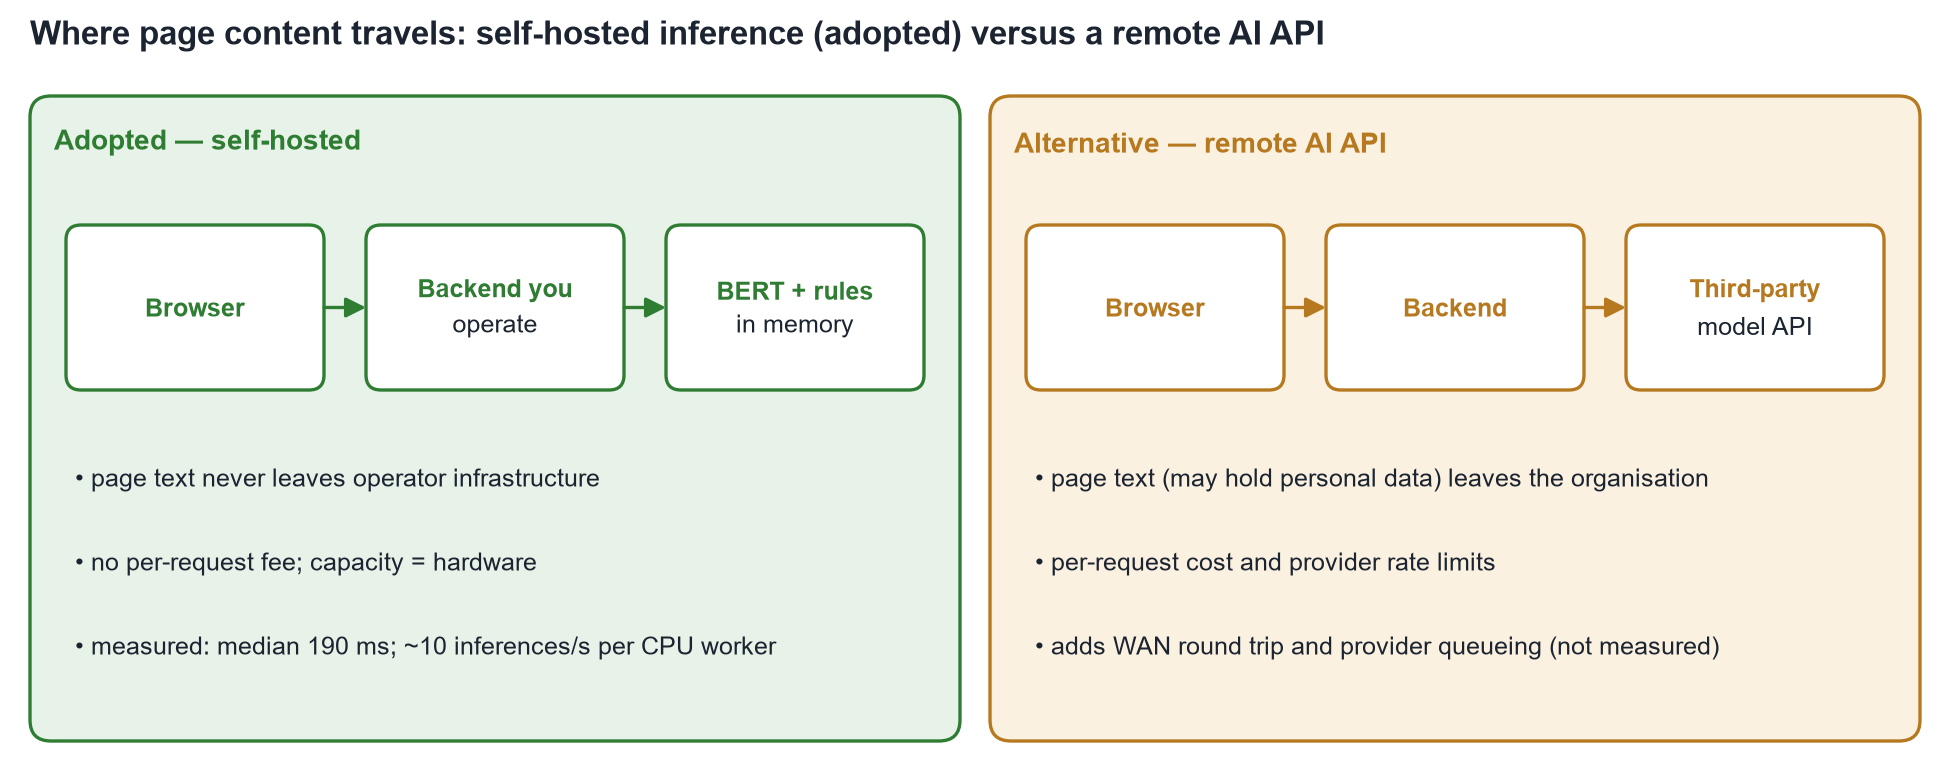 Where page content travels: self-hosted inference (adopted) versus a remote AI API
Adopted — self-hosted
Browser
Backend you
operate
BERT + rules
in memory
• page text never leaves operator infrastructure
• no per-request fee; capacity = hardware
• measured: median 190 ms; ~10 inferences/s per CPU worker
Alternative — remote AI API
Browser
Backend
Third-party
model API
• page text (may hold personal data) leaves the organisation
• per-request cost and provider rate limits
• adds WAN round trip and provider queueing (not measured)